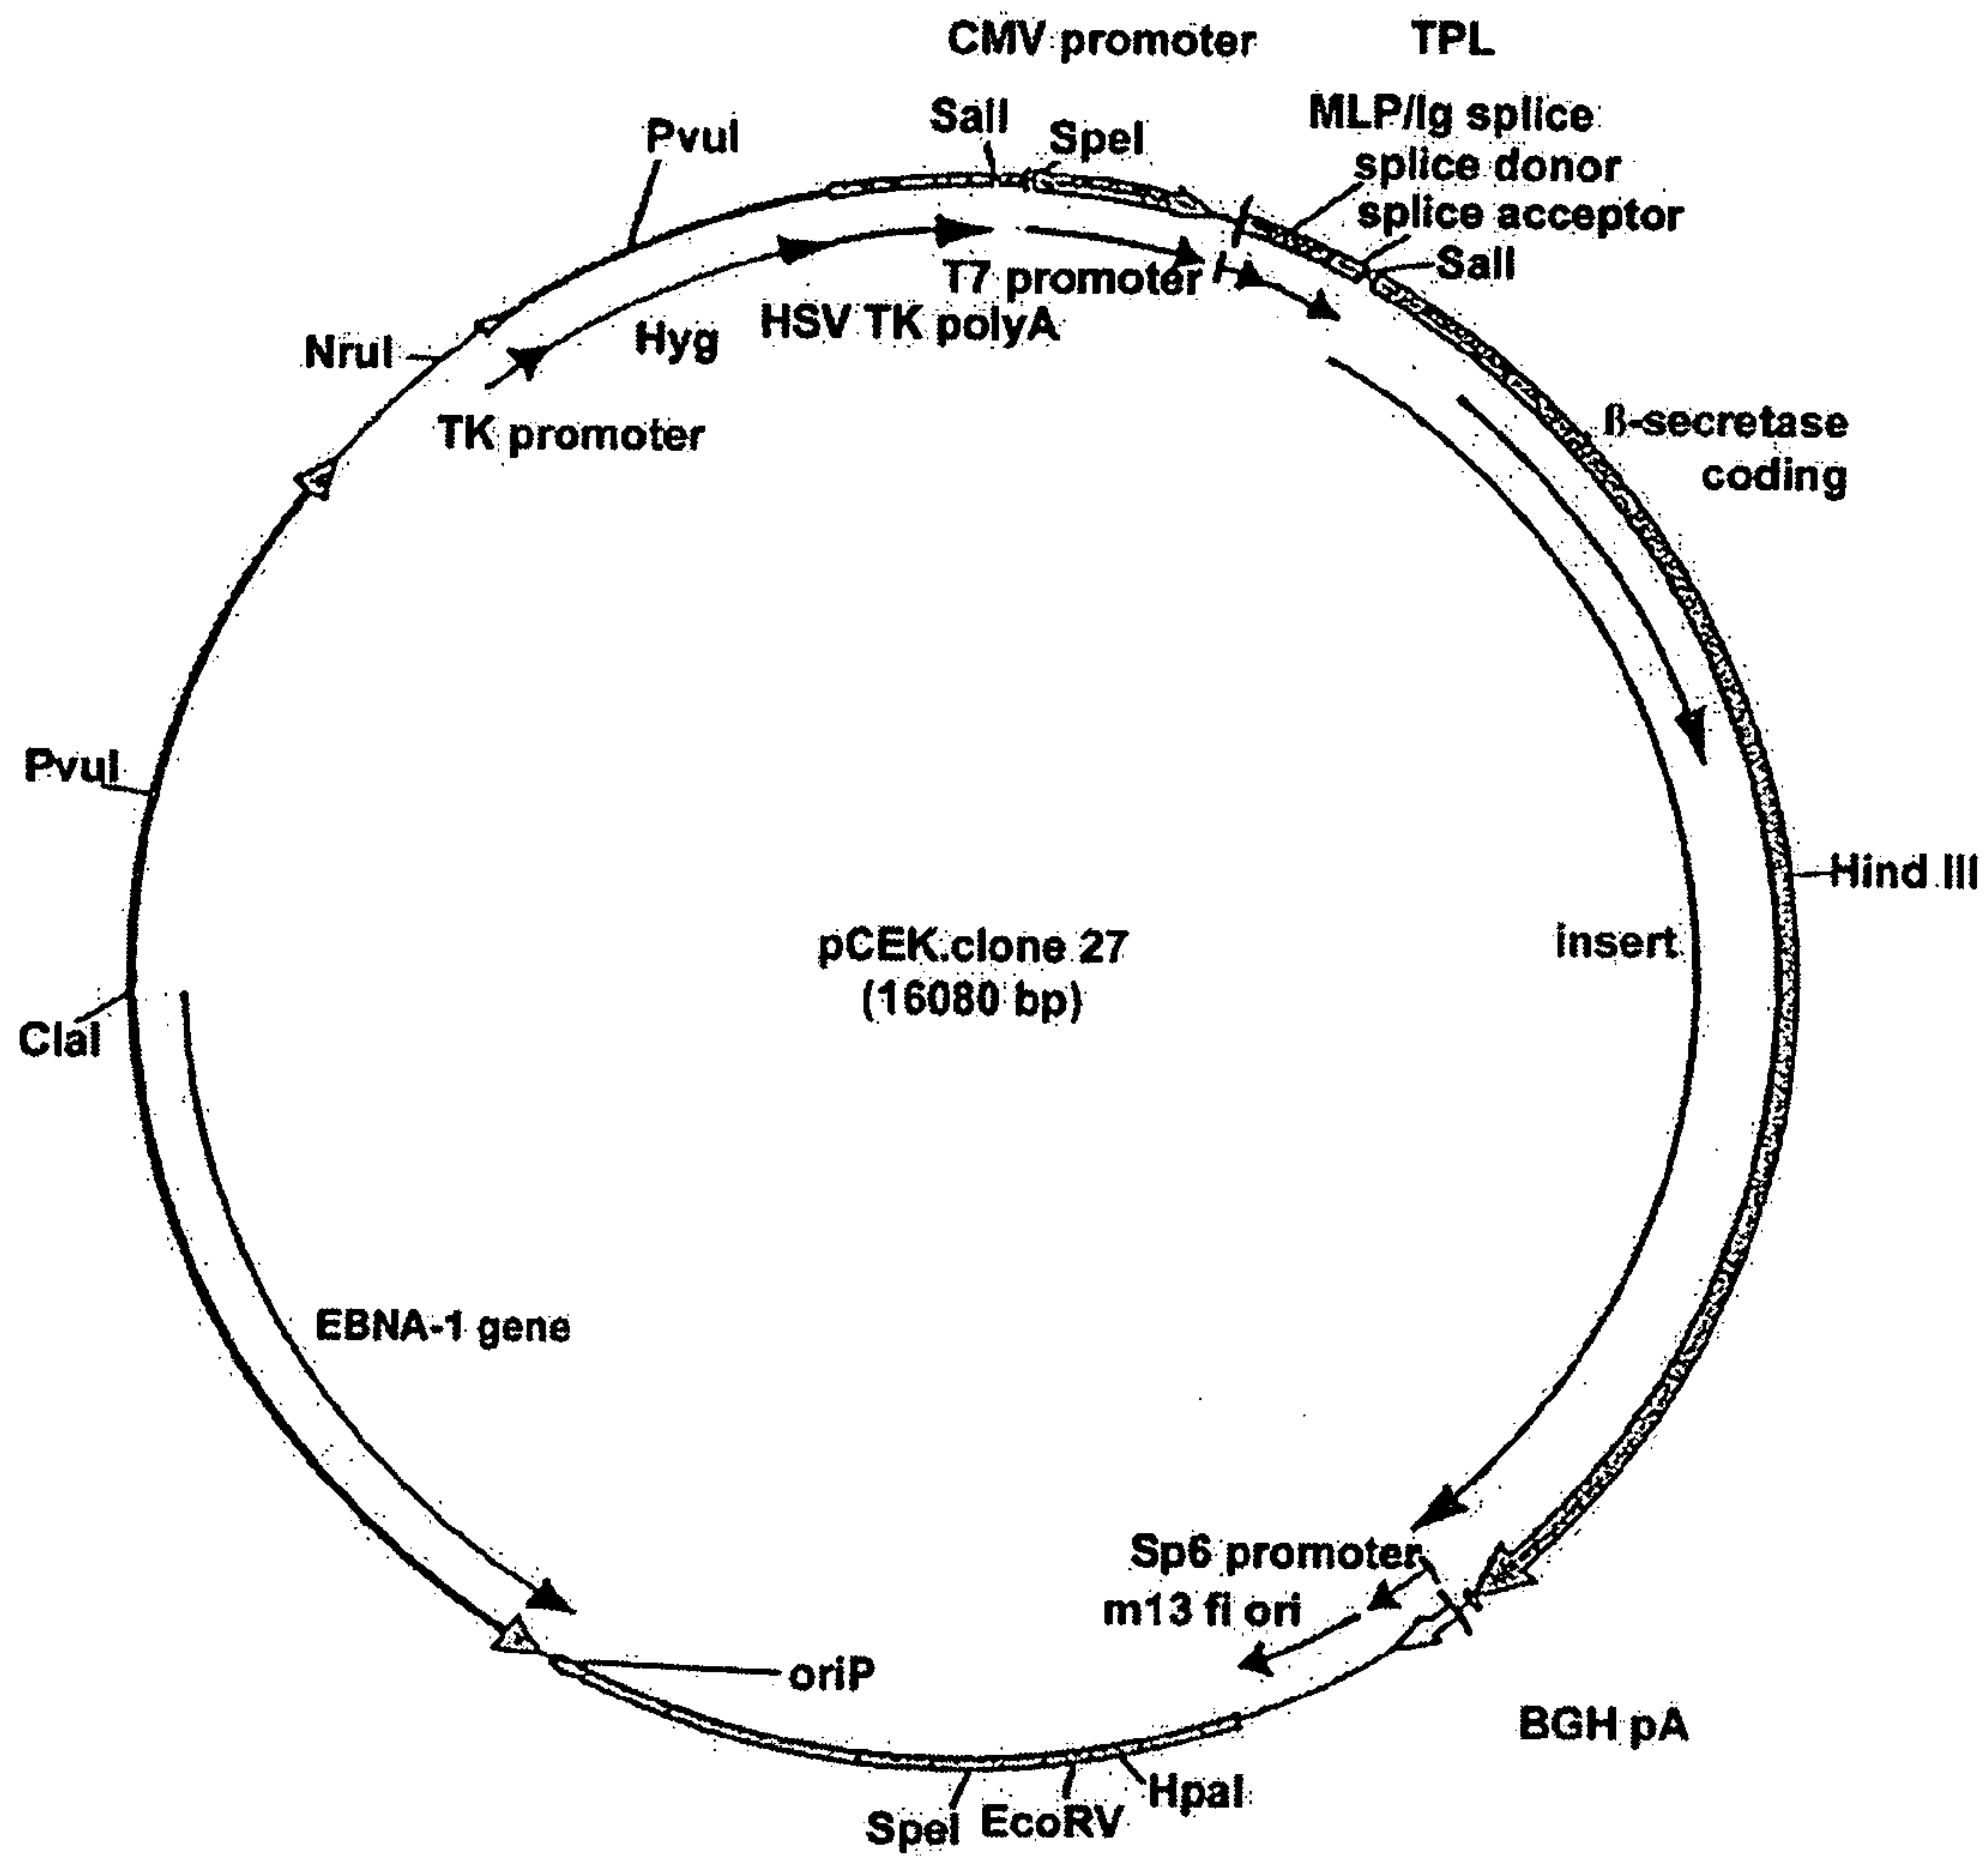 CMV promoter
TPL
SalI
SpeI
MLP/Ig splice
splice donor
splice acceptor
SalI
PvuI
T7 promoter
HSV TK polyA
Hyg
NruI
TK promoter
ß-secretase
coding
PvuI
Hind III
pCEK.clone 27
(16080 bp)
insert
ClaI
EBNA-1 gene
Sp6 promoter
m13 fl ori
oriP
BGH pA
HpaI
EcoRV
SpeI